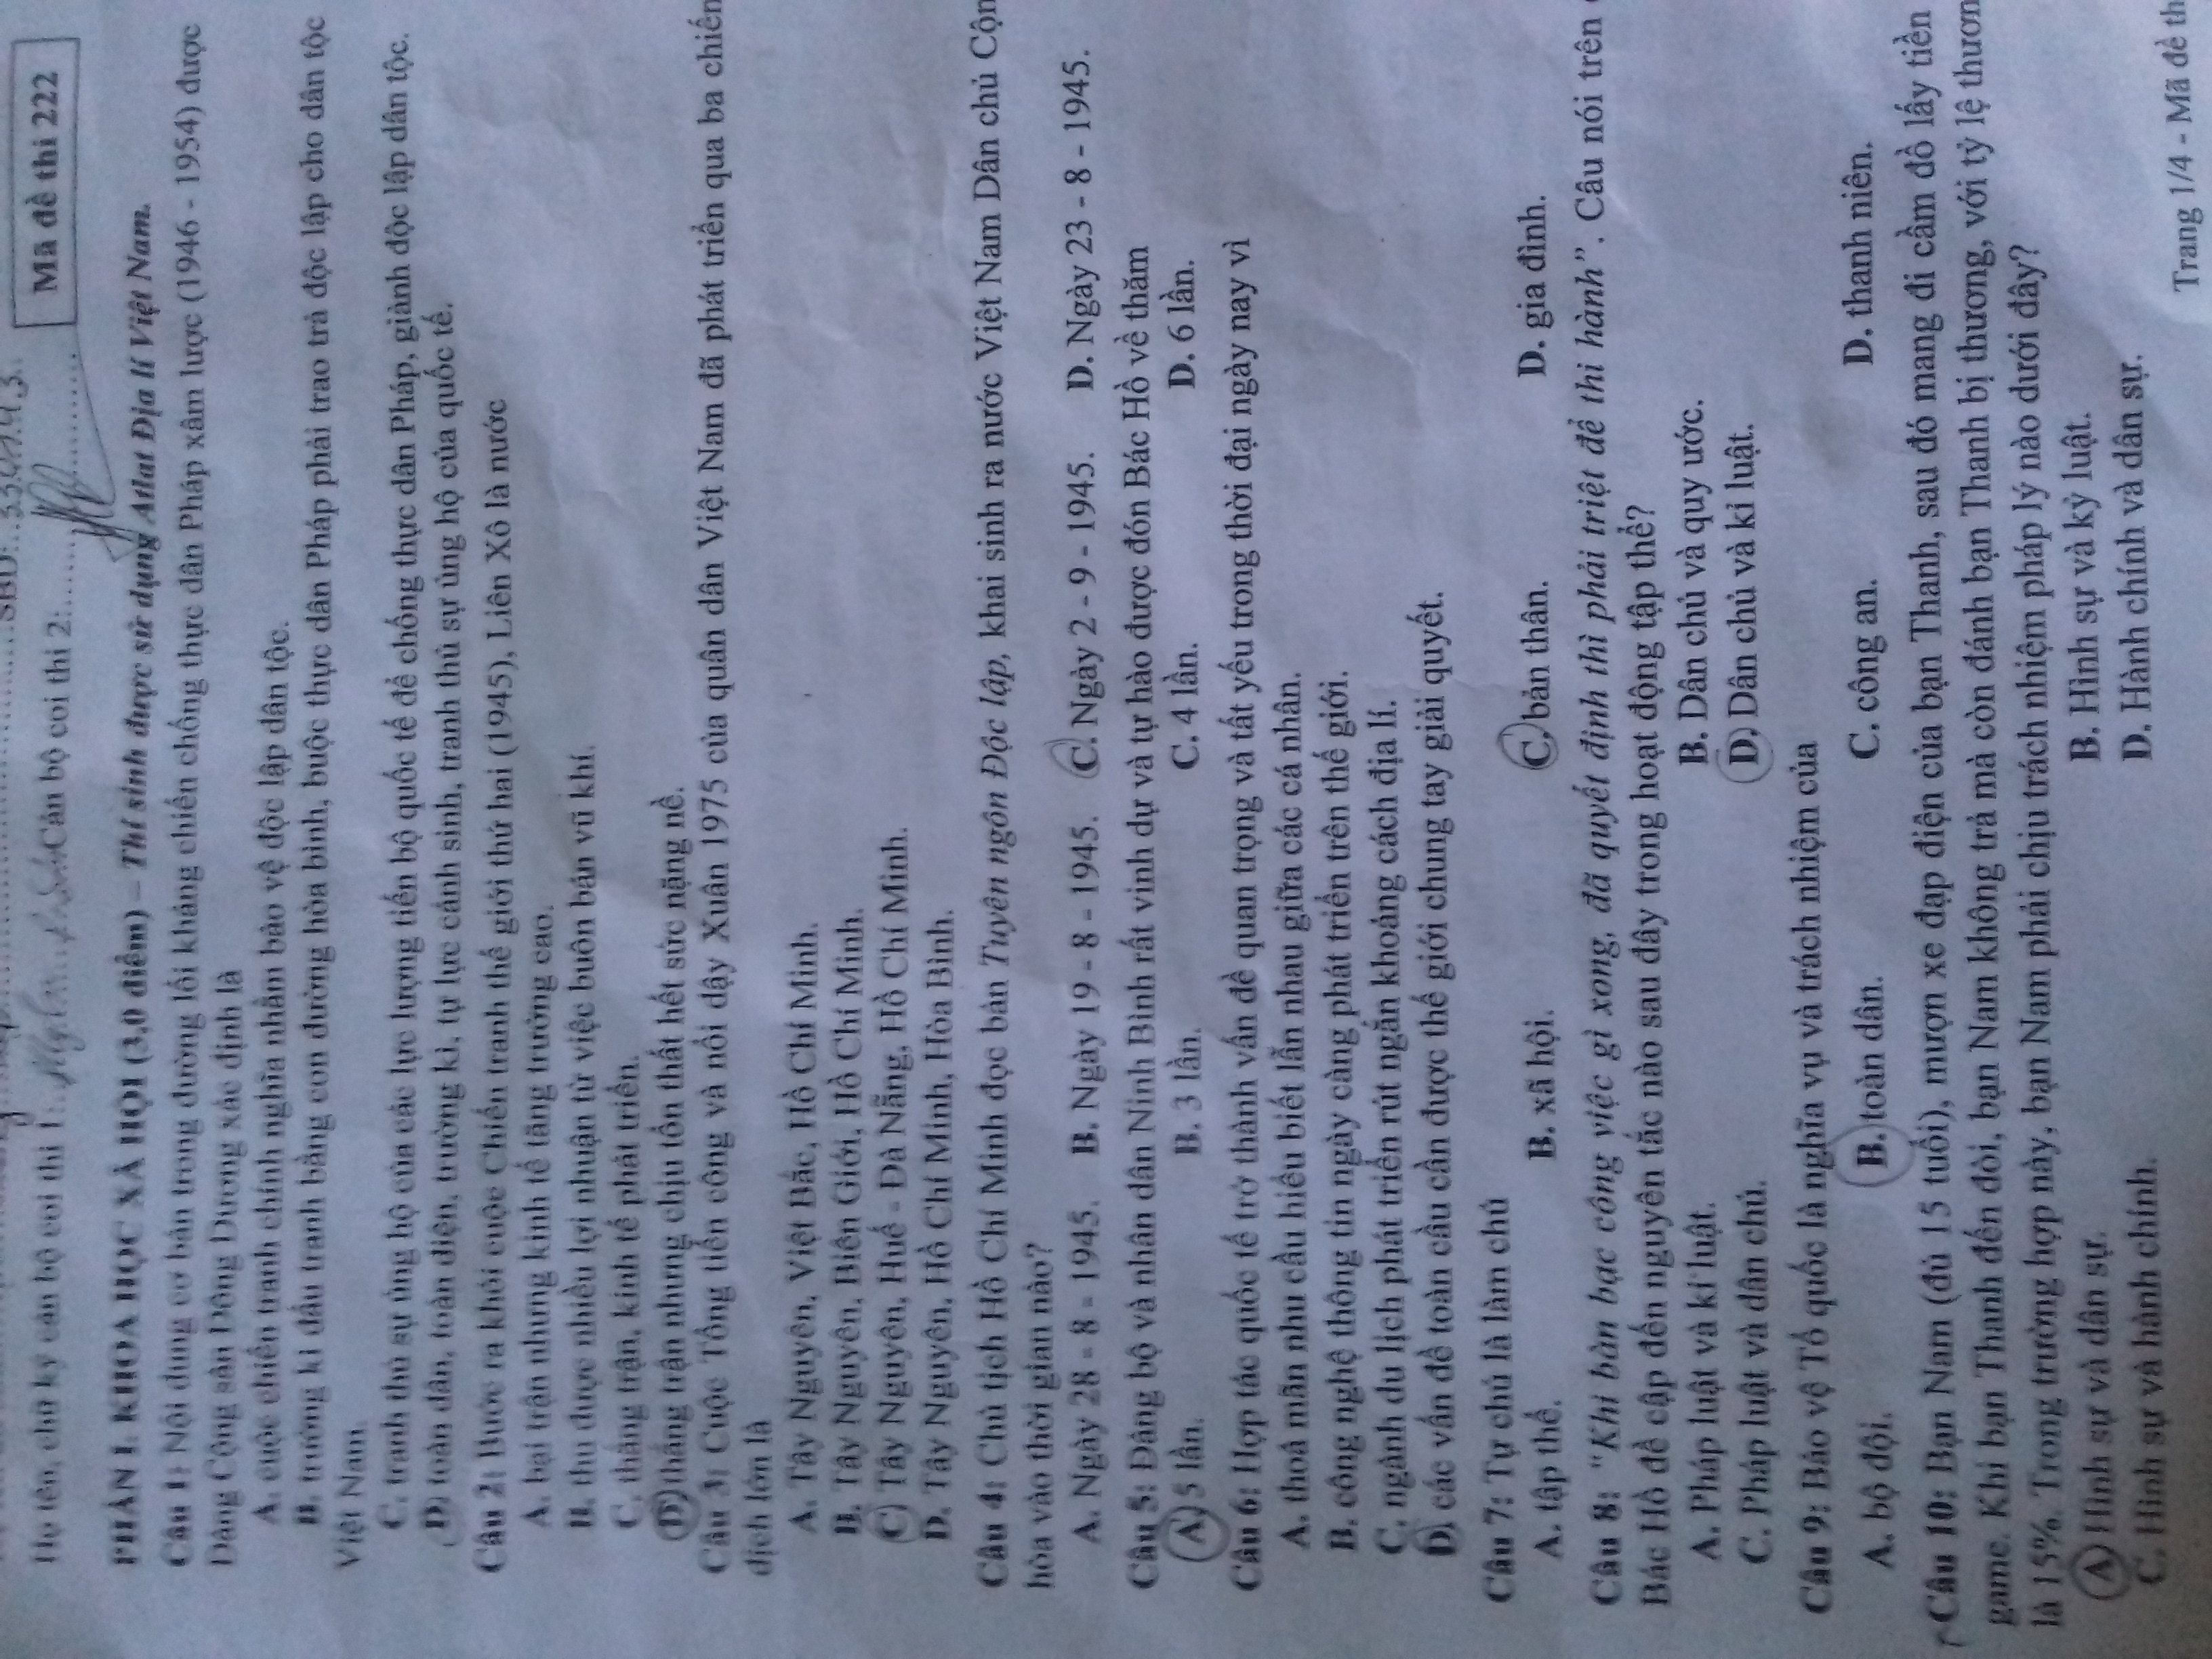 SBD: 
Họ tên, chữ ký cán bộ coi thi 1: Cán bộ coi thi 2: Mã đề thi 222
PHẦN I. KHOA HỌC XÃ HỘI (3,0 điểm) – Thí sinh được sử dụng Atlat Địa lí Việt Nam.
Câu 1: Nội dung cơ bản trong đường lối kháng chiến chống thực dân Pháp xâm lược (1946 - 1954) được
Đảng Cộng sản Đông Dương xác định là
A. cuộc chiến tranh chính nghĩa nhằm bảo vệ độc lập dân tộc.
B. trường kì đấu tranh bằng con đường hòa bình, buộc thực dân Pháp phải trao trả độc lập cho dân tộc
Việt Nam.
C. tranh thủ sự ủng hộ của các lực lượng tiến bộ quốc tế để chống thực dân Pháp, giành độc lập dân tộc.
D. toàn dân, toàn diện, trường kì, tự lực cánh sinh, tranh thủ sự ủng hộ của quốc tế.
Câu 2: Bước ra khỏi cuộc Chiến tranh thế giới thứ hai (1945), Liên Xô là nước
A. bại trận nhưng kinh tế tăng trưởng cao.
B. thu được nhiều lợi nhuận từ việc buôn bán vũ khí.
C. thắng trận, kinh tế phát triển.
D. thắng trận nhưng chịu tổn thất hết sức nặng nề.
Câu 3: Cuộc Tổng tiến công và nổi dậy Xuân 1975 của quân dân Việt Nam đã phát triển qua ba chiến
dịch lớn là
A. Tây Nguyên, Việt Bắc, Hồ Chí Minh.
B. Tây Nguyên, Biên Giới, Hồ Chí Minh.
C. Tây Nguyên, Huế - Đà Nẵng, Hồ Chí Minh.
D. Tây Nguyên, Hồ Chí Minh, Hòa Bình.
Câu 4: Chủ tịch Hồ Chí Minh đọc bản Tuyên ngôn Độc lập, khai sinh ra nước Việt Nam Dân chủ Cộn
hòa vào thời gian nào?
A. Ngày 28 - 8 - 1945. B. Ngày 19 - 8 - 1945. C. Ngày 2 - 9 - 1945. D. Ngày 23 - 8 - 1945.
Câu 5: Đảng bộ và nhân dân Ninh Bình rất vinh dự và tự hào được đón Bác Hồ về thăm
A. 5 lần. B. 3 lần. C. 4 lần. D. 6 lần.
Câu 6: Hợp tác quốc tế trở thành vấn đề quan trọng và tất yếu trong thời đại ngày nay vì
A. thoả mãn nhu cầu hiểu biết lẫn nhau giữa các cá nhân.
B. công nghệ thông tin ngày càng phát triển trên thế giới.
C. ngành du lịch phát triển rút ngắn khoảng cách địa lí.
D. các vấn đề toàn cầu cần được thế giới chung tay giải quyết.
Câu 7: Tự chủ là làm chủ
A. tập thể. B. xã hội. C. bản thân. D. gia đình.
Câu 8: "Khi bàn bạc công việc gì xong, đã quyết định thì phải triệt để thi hành". Câu nói trên
Bác Hồ đề cập đến nguyên tắc nào sau đây trong hoạt động tập thể?
A. Pháp luật và kỉ luật. B. Dân chủ và quy ước.
C. Pháp luật và dân chủ. D. Dân chủ và kỉ luật.
Câu 9: Bảo vệ Tổ quốc là nghĩa vụ và trách nhiệm của
A. bộ đội. B. toàn dân. C. công an. D. thanh niên.
Câu 10: Bạn Nam (đủ 15 tuổi), mượn xe đạp điện của bạn Thanh, sau đó mang đi cầm đồ lấy tiền
game. Khi bạn Thanh đến đòi, bạn Nam không trả mà còn đánh bạn Thanh bị thương, với tỷ lệ thươn
là 15%. Trong trường hợp này, bạn Nam phải chịu trách nhiệm pháp lý nào dưới đây?
A. Hình sự và dân sự. B. Hình sự và kỷ luật.
C. Hình sự và hành chính. D. Hành chính và dân sự.
Trang 1/4 - Mã đề th